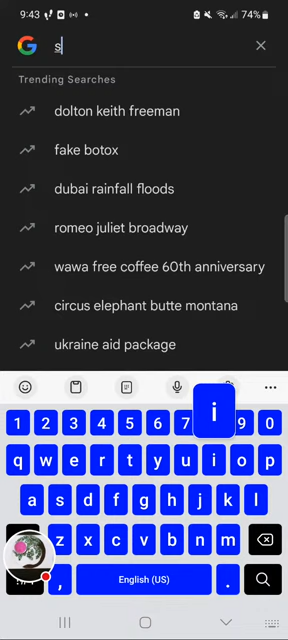 9:43
74%
s
Trending Searches
dolton keith freeman
fake botox
dubai rainfall floods
romeo juliet broadway
wawa free coffee 60th anniversary
circus elephant butte montana
ukraine aid package
i
1 2 3 4 5 6 7 9 0
q w e r t y u i o p
a s d f g h j k l
z x c v b n m
, English (US) .